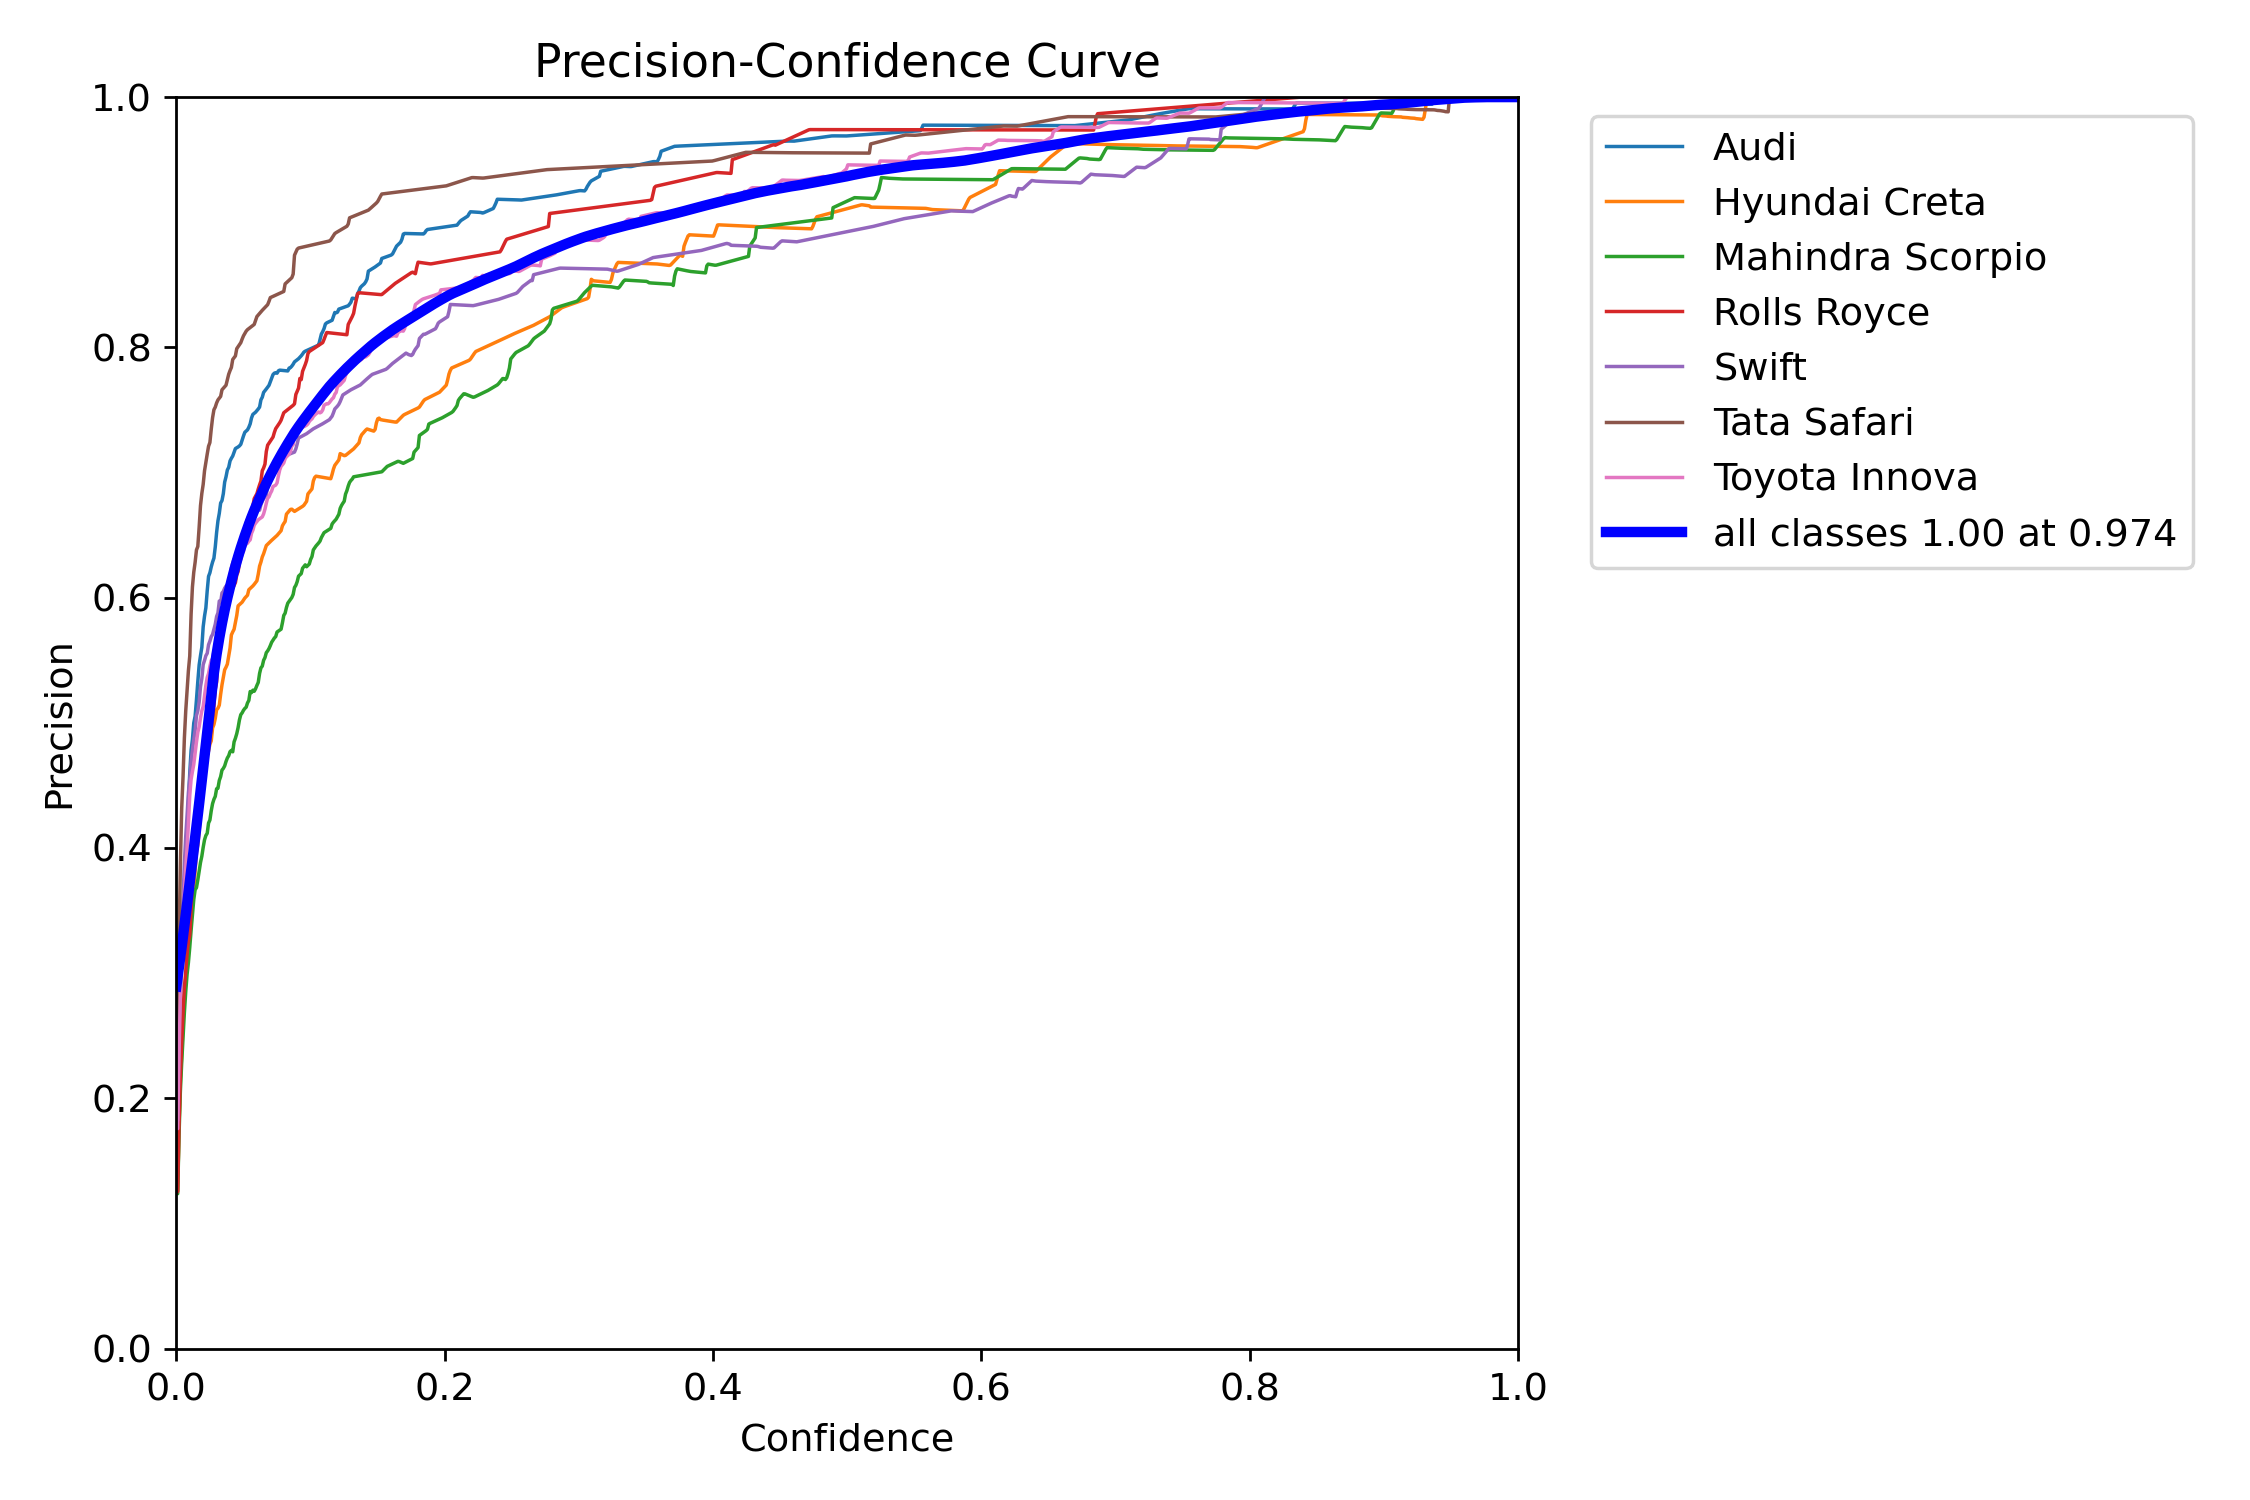 Precision-Confidence Curve
1.0
0.8
0.6
0.4
0.2
0.0
Precision
0.0 0.2 0.4 0.6 0.8 1.0
Confidence
Audi
Hyundai Creta
Mahindra Scorpio
Rolls Royce
Swift
Tata Safari
Toyota Innova
all classes 1.00 at 0.974